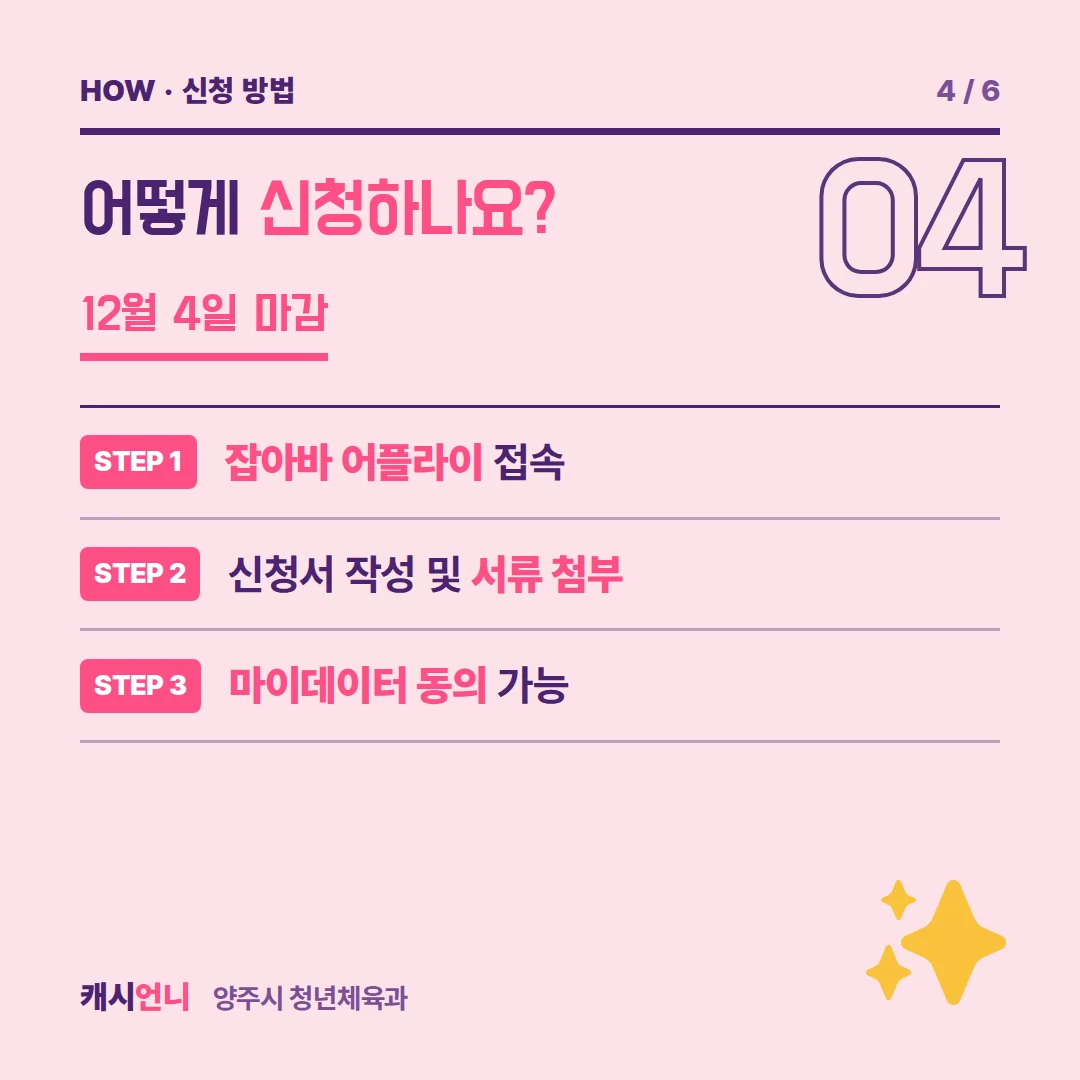 HOW · 신청 방법
4 / 6
어떻게 신청하나요?
04
12월 4일 마감
STEP 1 잡아바 어플라이 접속
STEP 2 신청서 작성 및 서류 첨부
STEP 3 마이데이터 동의 가능
캐시언니 양주시 청년체육과